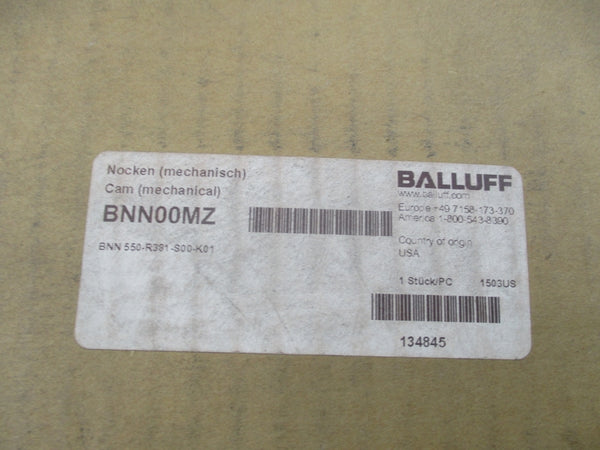 Nocken (mechanisch)
Cam (mechanical)
BNN00MZ
BNN 550-R381-S00-K01
BALLUFF
www.balluff.com
Europe +49 7158-173-370
America 1-800-543-8390
Country of origin
USA
1 Stück/PC 1503US
134845